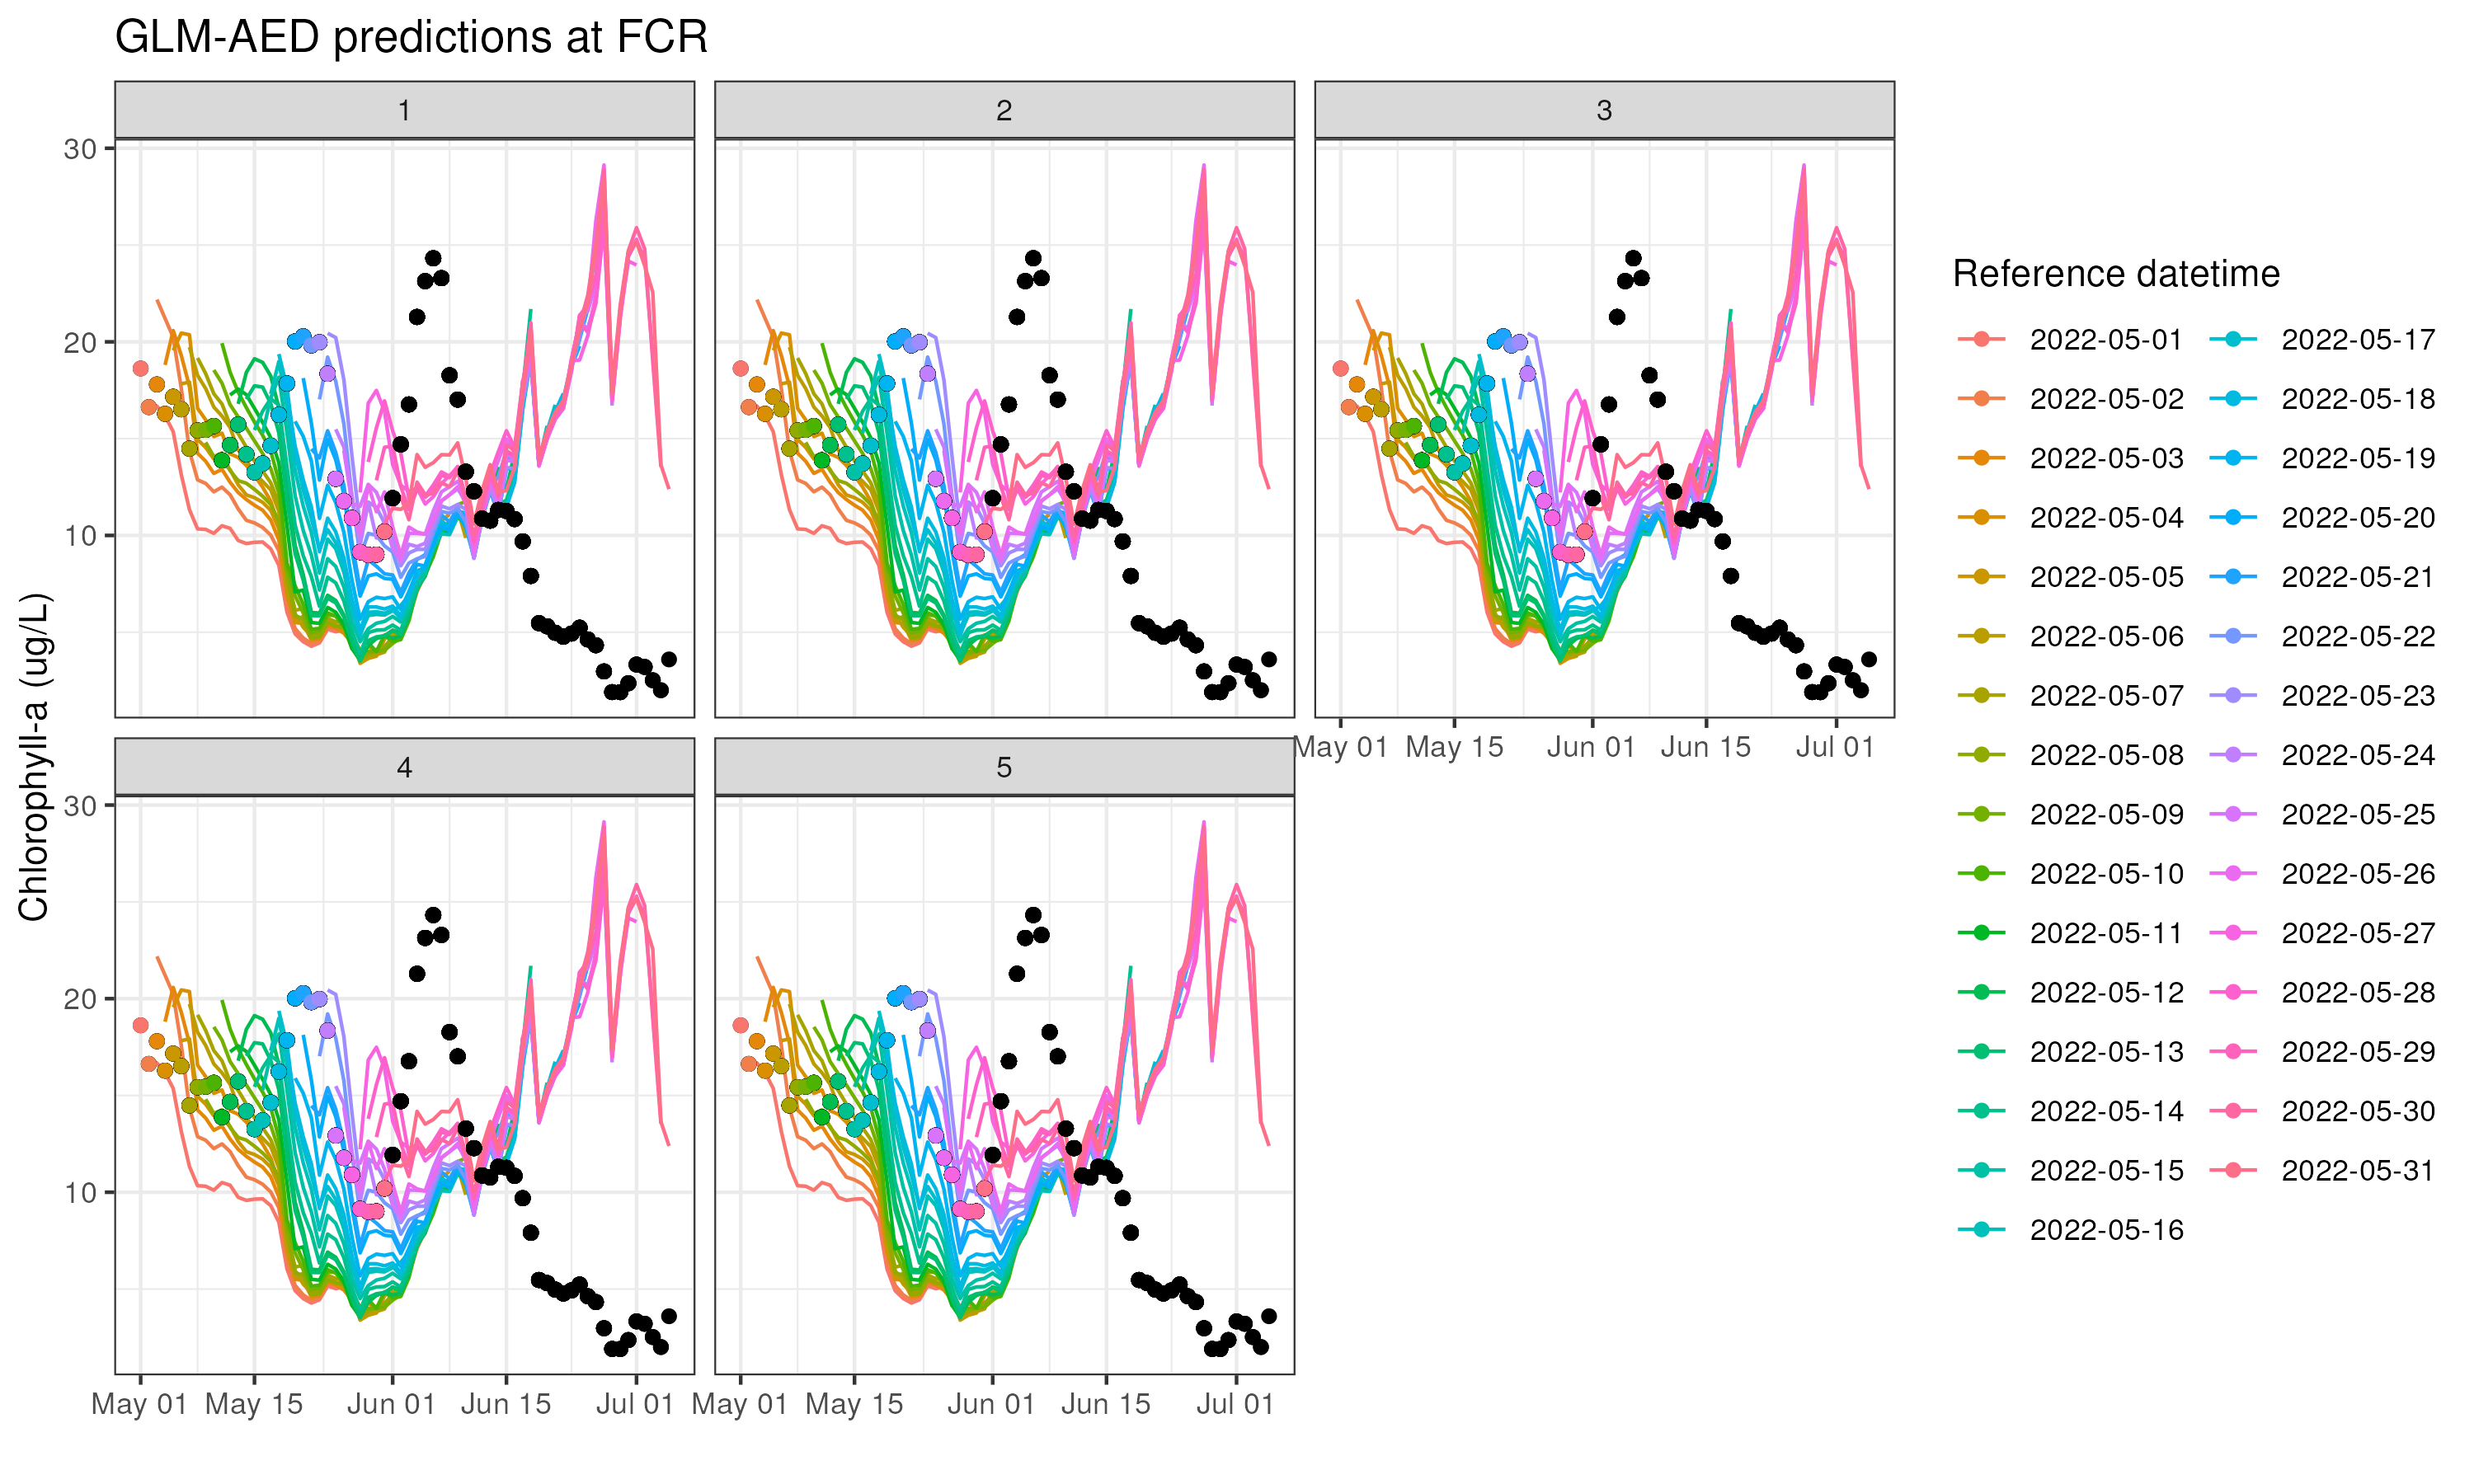 GLM-AED predictions at FCR
1
2
3
30
20
10
May 01
May 15
Jun 01
Jun 15
Jul 01
4
5
30
20
10
May 01
May 15
Jun 01
Jun 15
Jul 01
May 01
May 15
Jun 01
Jun 15
Jul 01
Chlorophyll-a (ug/L)
Reference datetime
2022-05-01
2022-05-02
2022-05-03
2022-05-04
2022-05-05
2022-05-06
2022-05-07
2022-05-08
2022-05-09
2022-05-10
2022-05-11
2022-05-12
2022-05-13
2022-05-14
2022-05-15
2022-05-16
2022-05-17
2022-05-18
2022-05-19
2022-05-20
2022-05-21
2022-05-22
2022-05-23
2022-05-24
2022-05-25
2022-05-26
2022-05-27
2022-05-28
2022-05-29
2022-05-30
2022-05-31